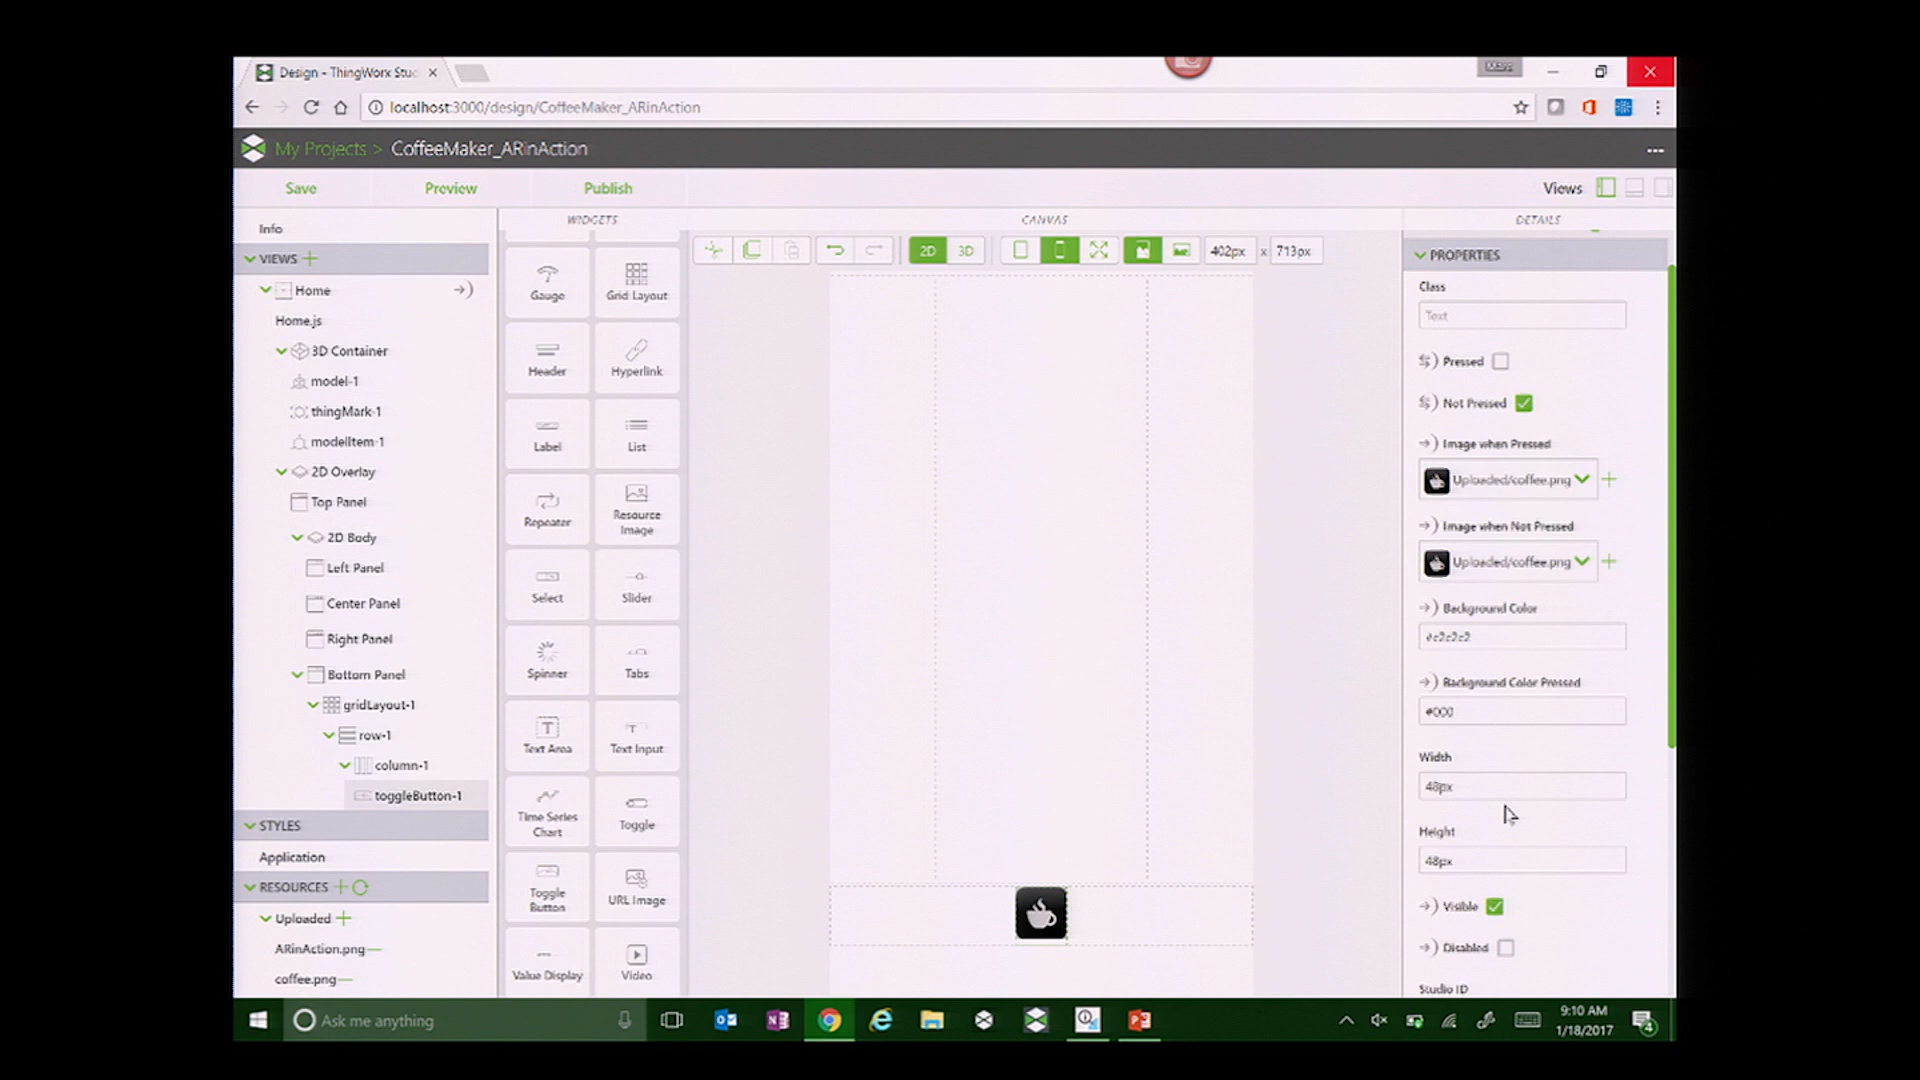 Design - ThingWorx Stuc
localhost:3000/design/CoffeeMaker_ARinAction
My Projects > CoffeeMaker_ARinAction
Save
Preview
Publish
Views
Info
VIEWS
Home
Home.js
3D Container
model-1
thingMark-1
modelItem-1
2D Overlay
Top Panel
2D Body
Left Panel
Center Panel
Right Panel
Bottom Panel
gridLayout-1
row-1
column-1
toggleButton-1
STYLES
Application
RESOURCES
Uploaded
ARinAction.png
coffee.png
WIDGETS
Gauge
Grid Layout
Header
Hyperlink
Label
List
Repeater
Resource
Image
Select
Slider
Spinner
Tabs
Text Area
Text Input
Time Series
Chart
Toggle
Toggle
Button
URL Image
Value Display
Video
CANVAS
2D
3D
402px x 713px
DETAILS
PROPERTIES
Class
Text
Pressed
Not Pressed
Image when Pressed
Uploaded/coffee.png
Image when Not Pressed
Uploaded/coffee.png
Background Color
#c2c2c2
Background Color Pressed
#000
Width
48px
Height
48px
Visible
Disabled
Studio ID
Ask me anything
9:10 AM
1/18/2017
4